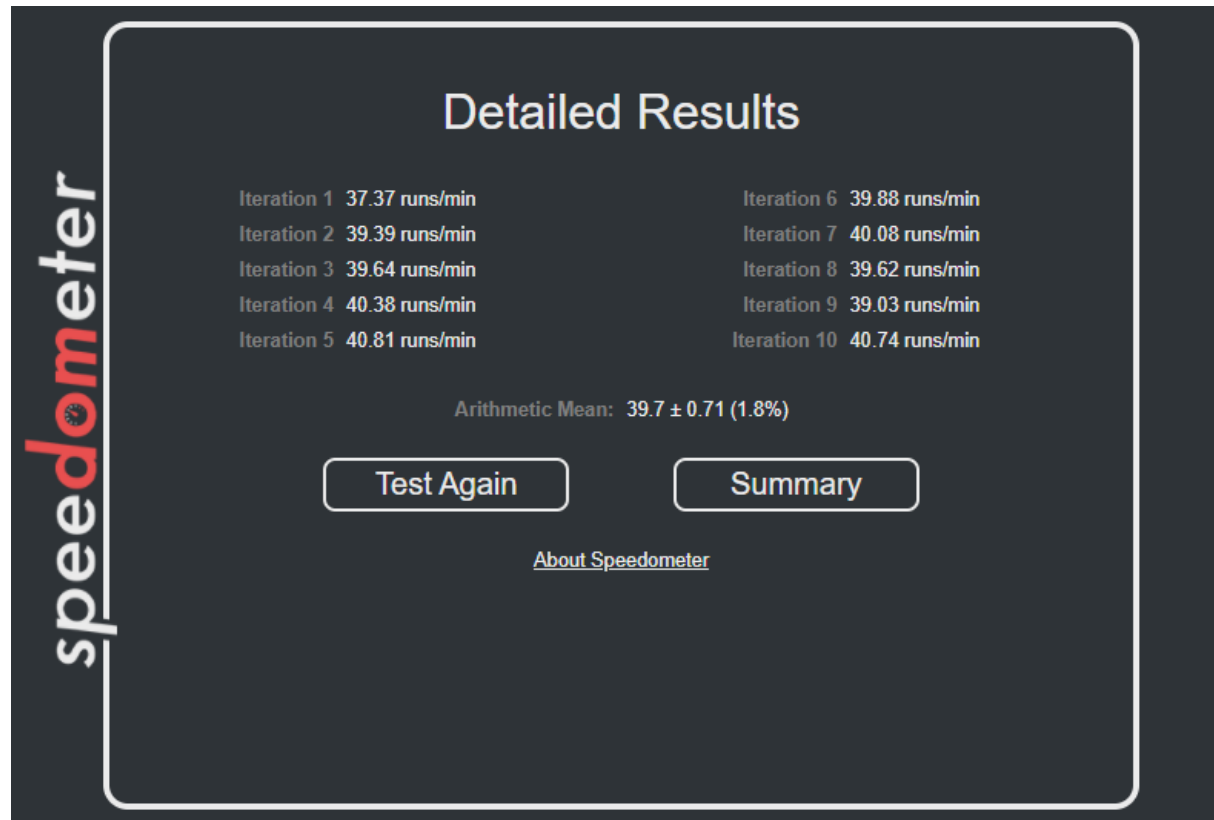 speedometer
Detailed Results
Iteration 1 37.37 runs/min
Iteration 2 39.39 runs/min
Iteration 3 39.64 runs/min
Iteration 4 40.38 runs/min
Iteration 5 40.81 runs/min
Iteration 6 39.88 runs/min
Iteration 7 40.08 runs/min
Iteration 8 39.62 runs/min
Iteration 9 39.03 runs/min
Iteration 10 40.74 runs/min
Arithmetic Mean: 39.7 ± 0.71 (1.8%)
Test Again
Summary
About Speedometer